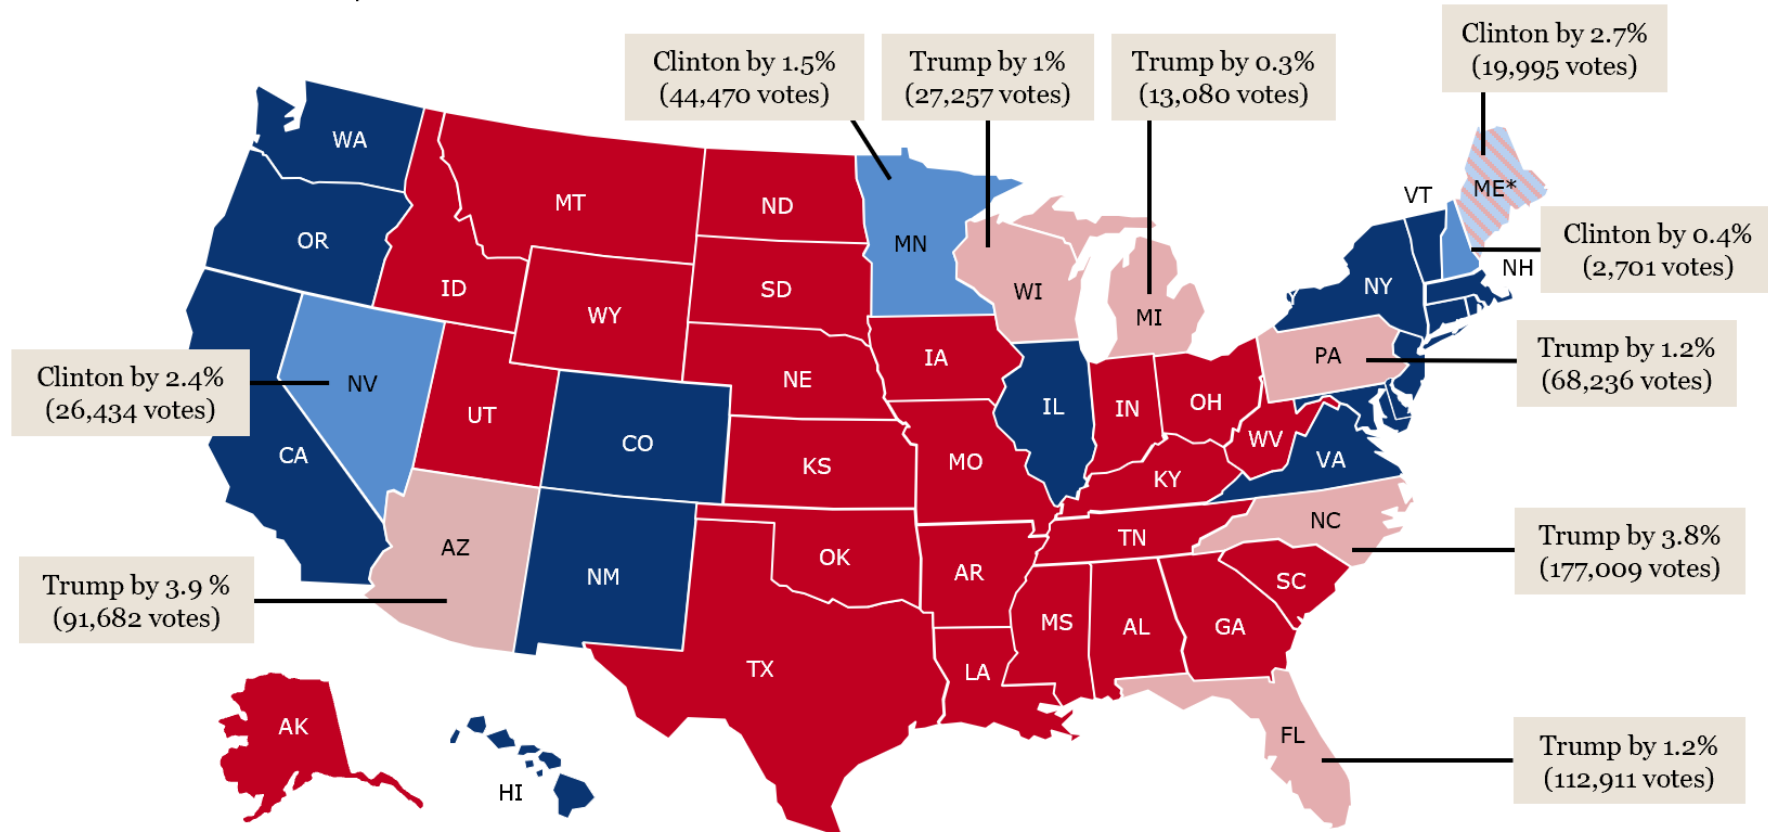 Clinton by 2.7%
(19,995 votes)
Clinton by 1.5%
(44,470 votes)
Trump by 1%
(27,257 votes)
Trump by 0.3%
(13,080 votes)
WA
MT
ND
MN
VT
ME*
OR
ID
WY
SD
WI
MI
NY
NH
Clinton by 0.4%
(2,701 votes)
Clinton by 2.4%
(26,434 votes)
NV
UT
CO
NE
IA
IL
IN
OH
PA
Trump by 1.2%
(68,236 votes)
CA
KS
MO
KY
WV
VA
AZ
NM
OK
AR
TN
NC
SC
Trump by 3.8%
(177,009 votes)
Trump by 3.9 %
(91,682 votes)
TX
LA
MS
AL
GA
FL
Trump by 1.2%
(112,911 votes)
AK
HI